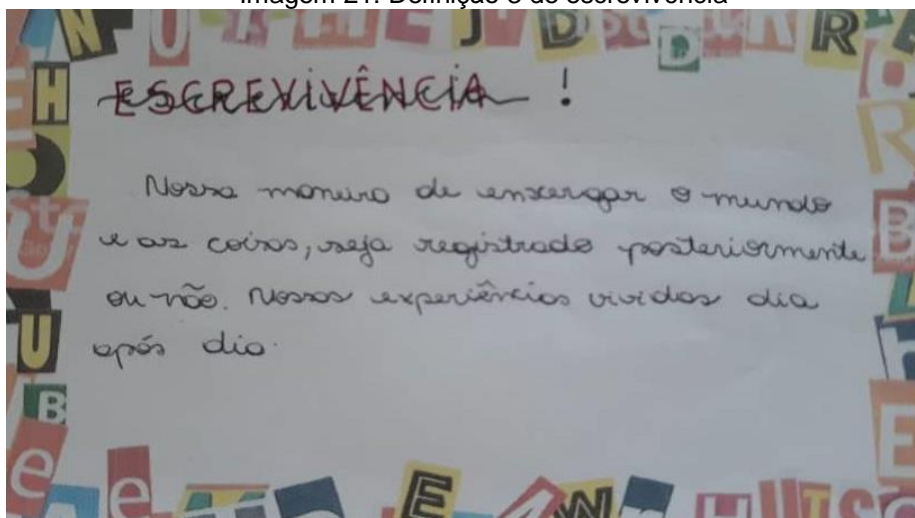 Imagem 21: Definição 8 de escrevivência
ESCREVIVÊNCIA !
Nossa maneira de enxergar o mundo
e as coisas, seja registrado posteriormente
ou não. Nossas experiências vividas dia
após dia.